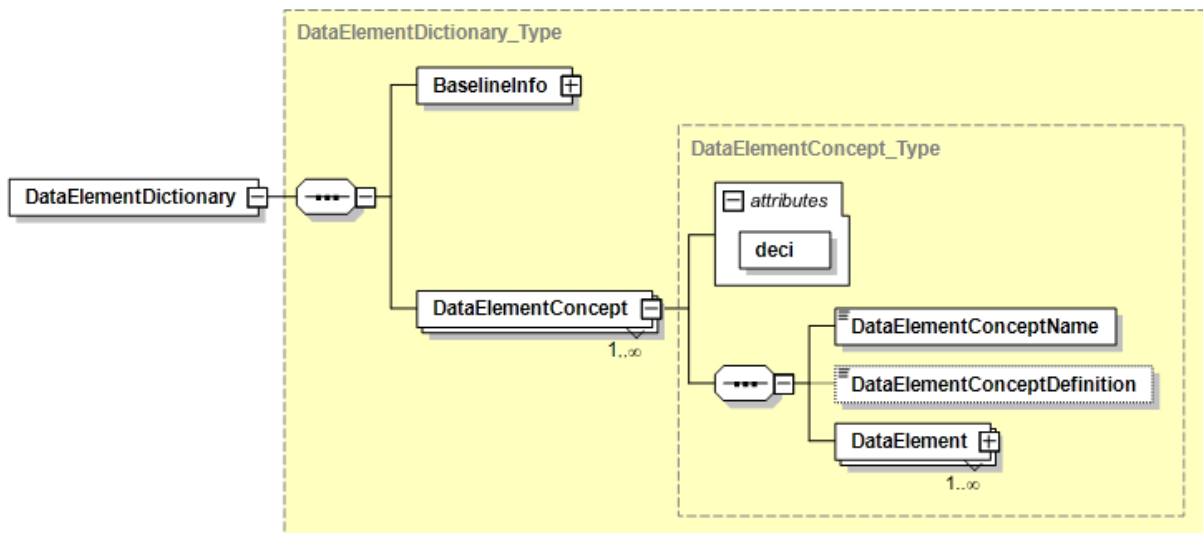 DataElementDictionary_Type
BaselineInfo
DataElementConcept_Type
attributes
DataElementDictionary
deci
DataElementConcept
1..∞
DataElementConceptName
DataElementConceptDefinition
DataElement
1..∞